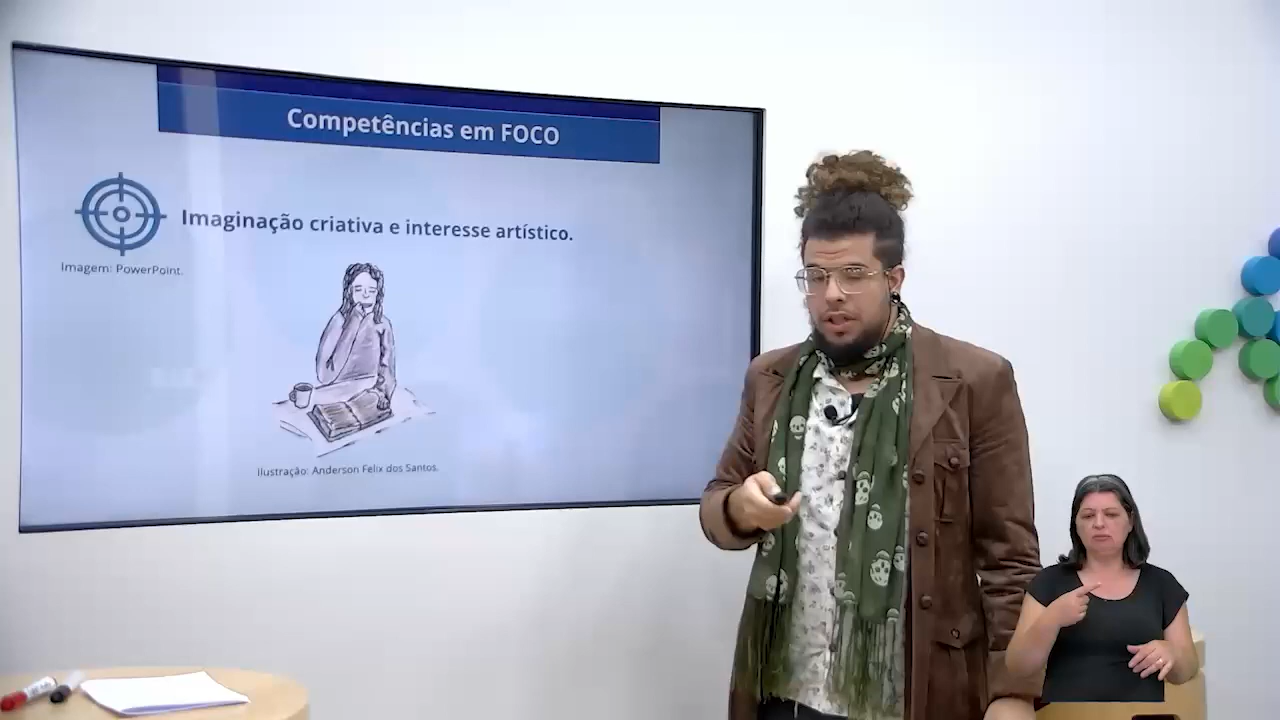 Competências em FOCO
Imaginação criativa e interesse artístico.
Imagem: PowerPoint.
Ilustração: Anderson Felix dos Santos.